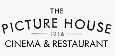 THE
PICTURE HOUSE
1916
CINEMA & RESTAURANT